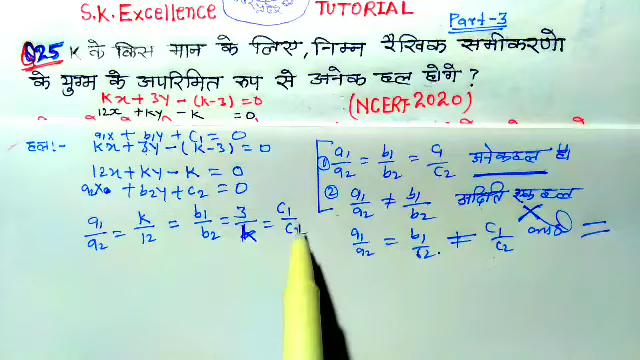 S.K. Excellence TUTORIAL
Part-3
Q25 K के किस मान के लिए, निम्न रैखिक समीकरणो
के युग्म के अपरिमित रुप से अनेक हल होगे ?
Kx + 3y - (k-3) = 0
(NCERT 2020)
12x + ky - k = 0
हल:- a₁x + b₁y + c₁ = 0
kx + 3y - (k-3) = 0
12x + ky - k = 0
a₂x + b₂y + c₂ = 0
a₁/a₂ = k/12 = b₁/b₂ = 3/k = c₁/c₂
① a₁/a₂ = b₁/b₂ = c₁/c₂ अनेक हल है।
② a₁/a₂ ≠ b₁/b₂ एक हल
a₁/a₂ = b₁/b₂ ≠ c₁/c₂